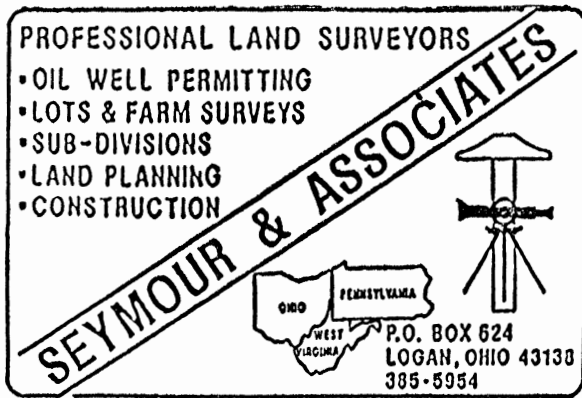 PROFESSIONAL LAND SURVEYORS
•OIL WELL PERMITTING
•LOTS & FARM SURVEYS
•SUB-DIVISIONS
•LAND PLANNING
•CONSTRUCTION
SEYMOUR & ASSOCIATES
OHIO
PENNSYLVANIA
WEST
VIRGINIA
P.O. BOX 624
LOGAN, OHIO 43138
385-5954